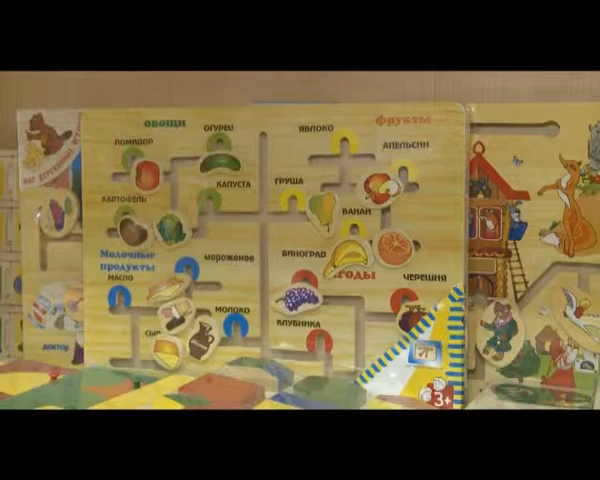 овощи
Фрукты
ПОМИДОР
ОГУРЕЦ
ЯБЛОКО
АПЕЛЬСИН
КАПУСТА
ГРУША
КАРТОФЕЛЬ
БАНАН
Молочные
продукты
мороженое
ВИНОГРАД
ЧЕРЕШНЯ
МАСЛО
МОЛОКО
КЛУБНИКА
СЫР
ДОКТОР
3+